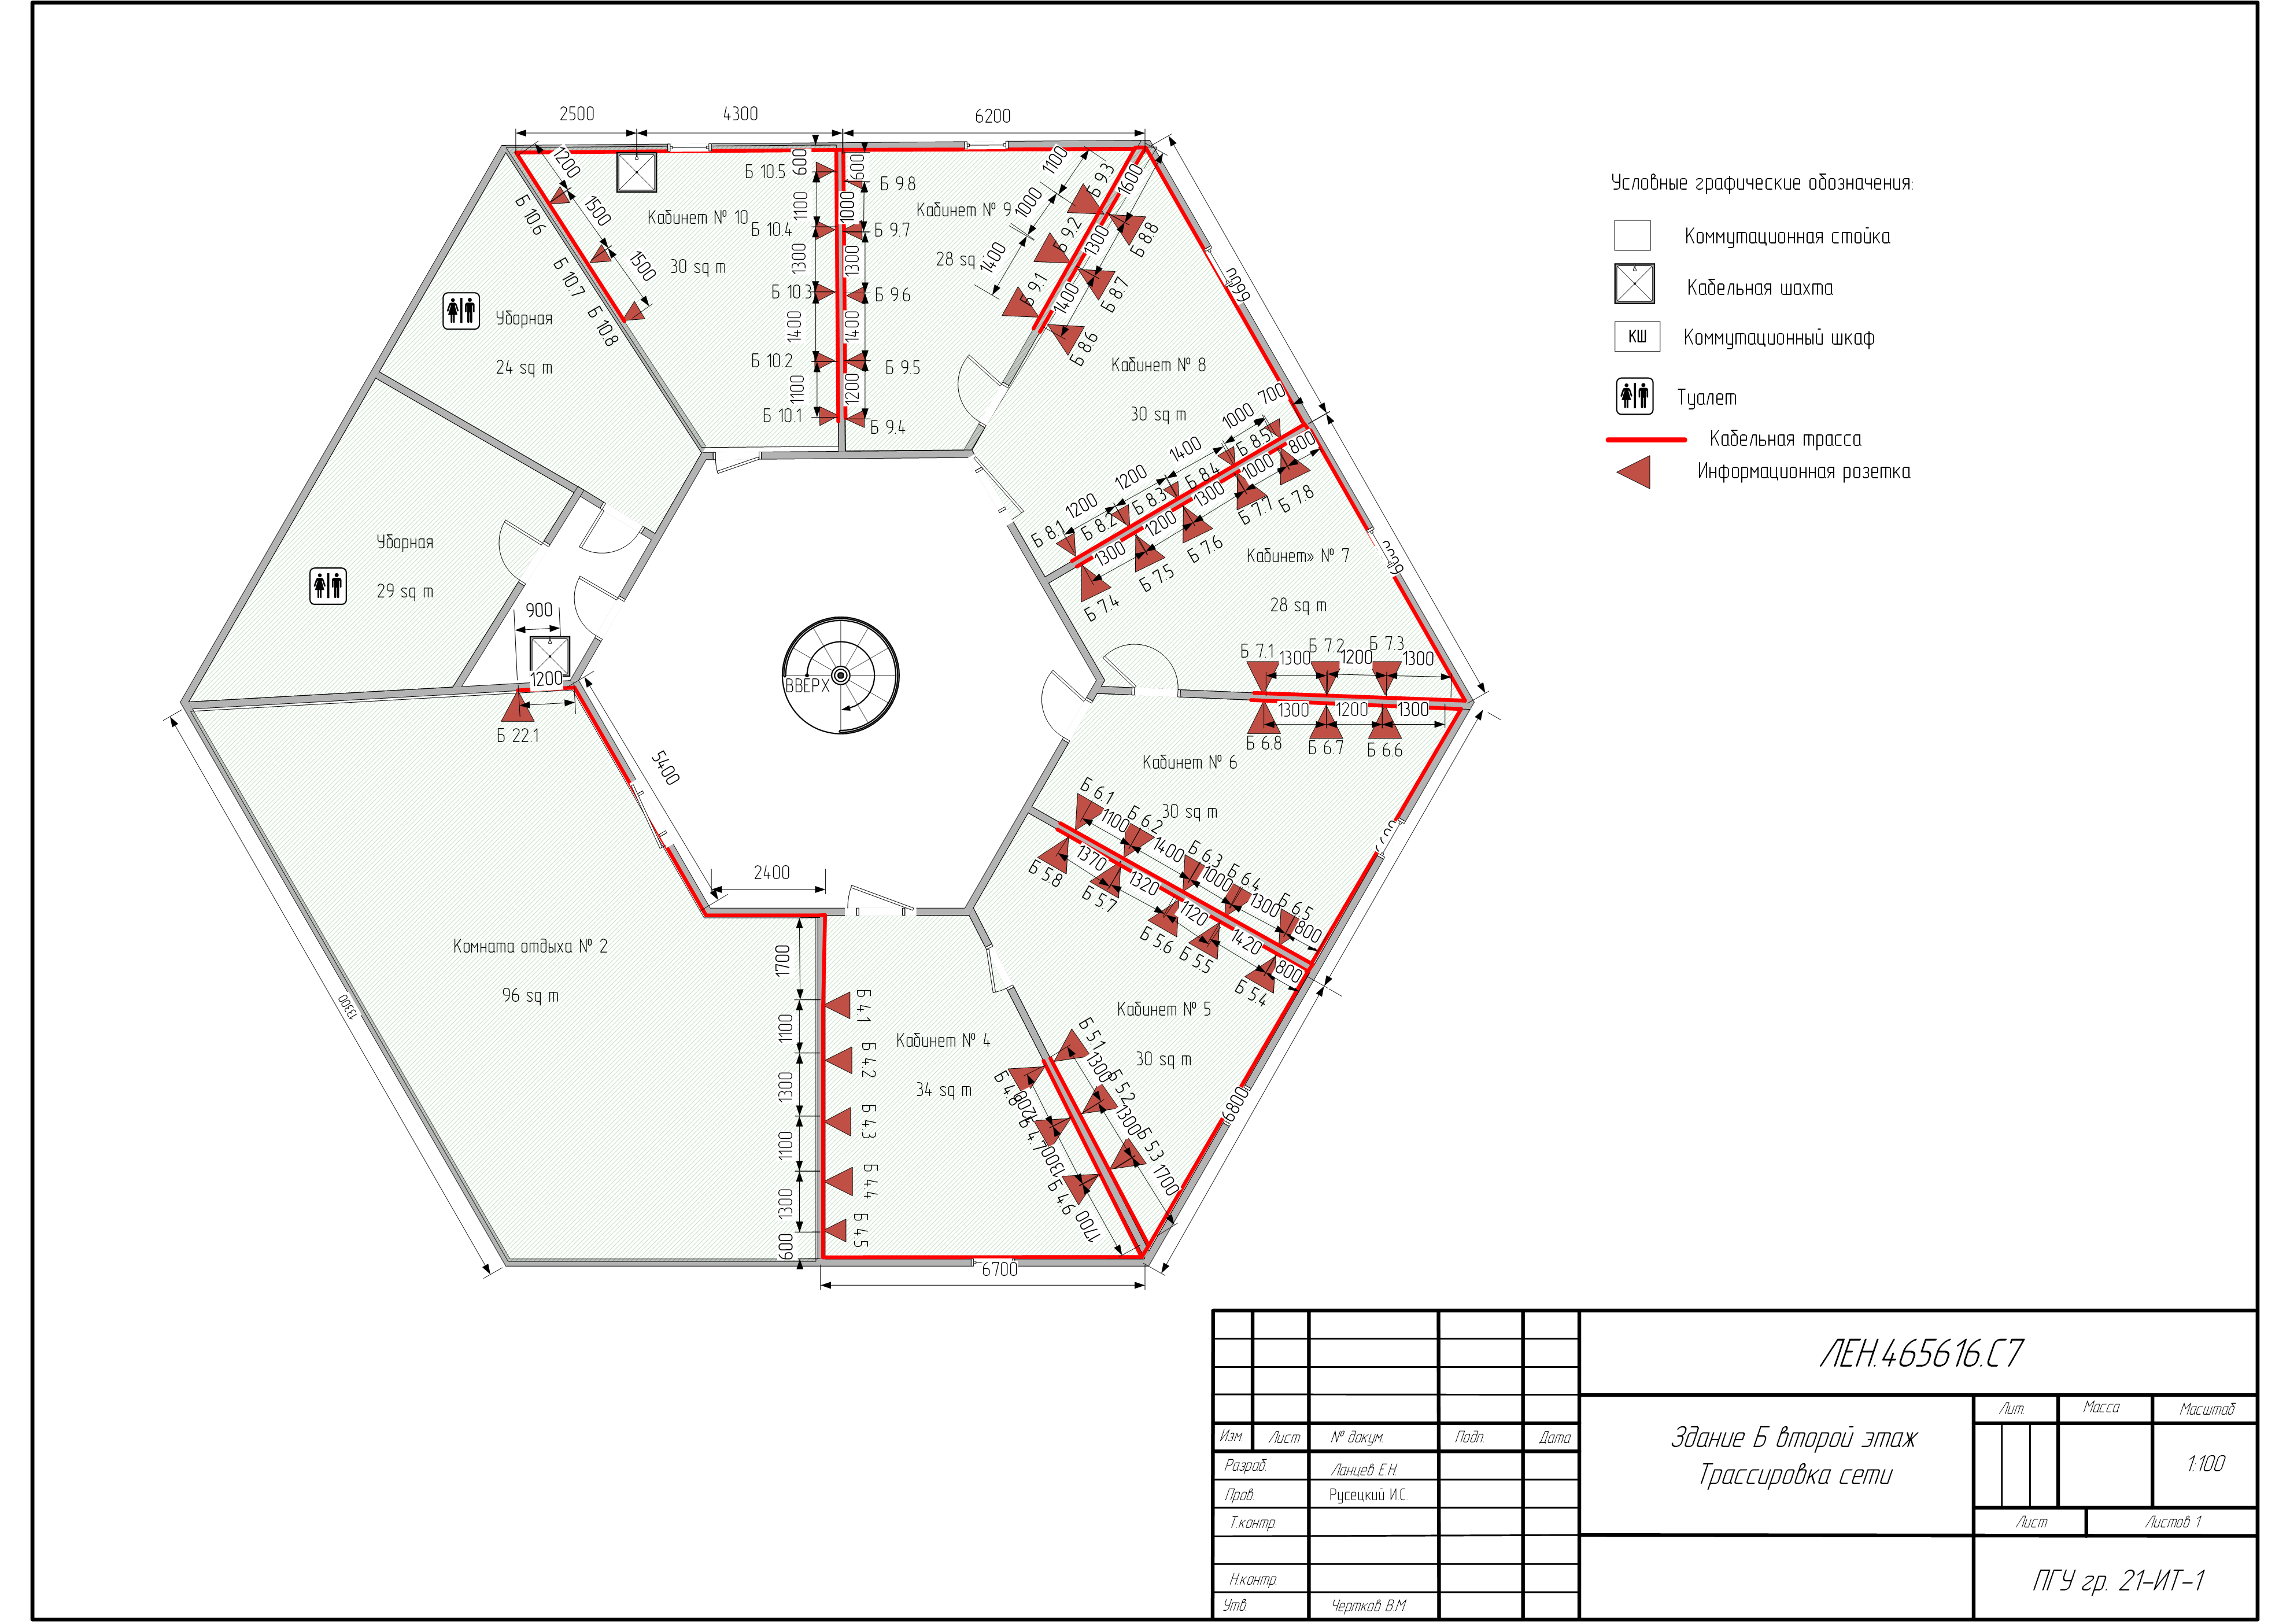 2500
4300
6200
Условные графические обозначения:
Коммутационная стойка
Кабельная шахта
КШ
Коммутационный шкаф
Туалет
Кабельная трасса
Информационная розетка
1200
1500
1500
Б 10.6
Б 10.7
Б 10.8
Кабинет № 10
30 sq m
Б 10.5
Б 10.4
Б 10.3
Б 10.2
Б 10.1
600
1100
1300
1400
1100
600
1000
1300
1400
1200
Б 9.8
Б 9.7
Б 9.6
Б 9.5
Б 9.4
Кабинет № 9
28 sq
1100
1000
1400
Б 9.3
Б 9.2
Б 9.1
1600
1300
1400
Б 8.8
Б 8.7
Б 8.6
Кабинет № 8
30 sq m
1200
1200
1400
1000
700
Б 8.1
Б 8.2
Б 8.3
Б 8.4
Б 8.5
1300
1200
1300
1000
800
Б 7.4
Б 7.5
Б 7.6
Б 7.7
Б 7.8
Кабинет» № 7
28 sq m
Б 7.1
Б 7.2
Б 7.3
1300
1200
1300
1300
1200
1300
Б 6.8
Б 6.7
Б 6.6
Кабинет № 6
30 sq m
Б 6.1
Б 6.2
Б 6.3
Б 6.4
Б 6.5
1100
1400
1000
1300
800
1370
1320
1120
1420
800
Б 5.8
Б 5.7
Б 5.6
Б 5.5
Б 5.4
Кабинет № 5
30 sq m
Б 5.1
Б 5.2
Б 5.3
1300
1300
1700
6800
Б 4.8
Б 4.7
Б 4.6
1200
1300
1700
Кабинет № 4
34 sq m
Б 4.1
Б 4.2
Б 4.3
Б 4.4
Б 4.5
1700
1100
1300
1100
1300
600
6700
Уборная
24 sq m
Уборная
29 sq m
900
1200
Б 22.1
5400
2400
ВВЕРХ
Комната отдыха № 2
96 sq m
13300
ЛЕН.465616.С7
Изм.
Лист
№ докум.
Подп.
Дата
Разраб.
Ланцев Е.Н.
Пров.
Русецкий И.С.
Т.контр.
Н.контр.
Утв.
Чертков В.М.
Здание Б второй этаж
Трассировка сети
Лит.
Масса
Масштаб
1:100
Лист
Листов 1
ПГУ гр. 21-ИТ-1